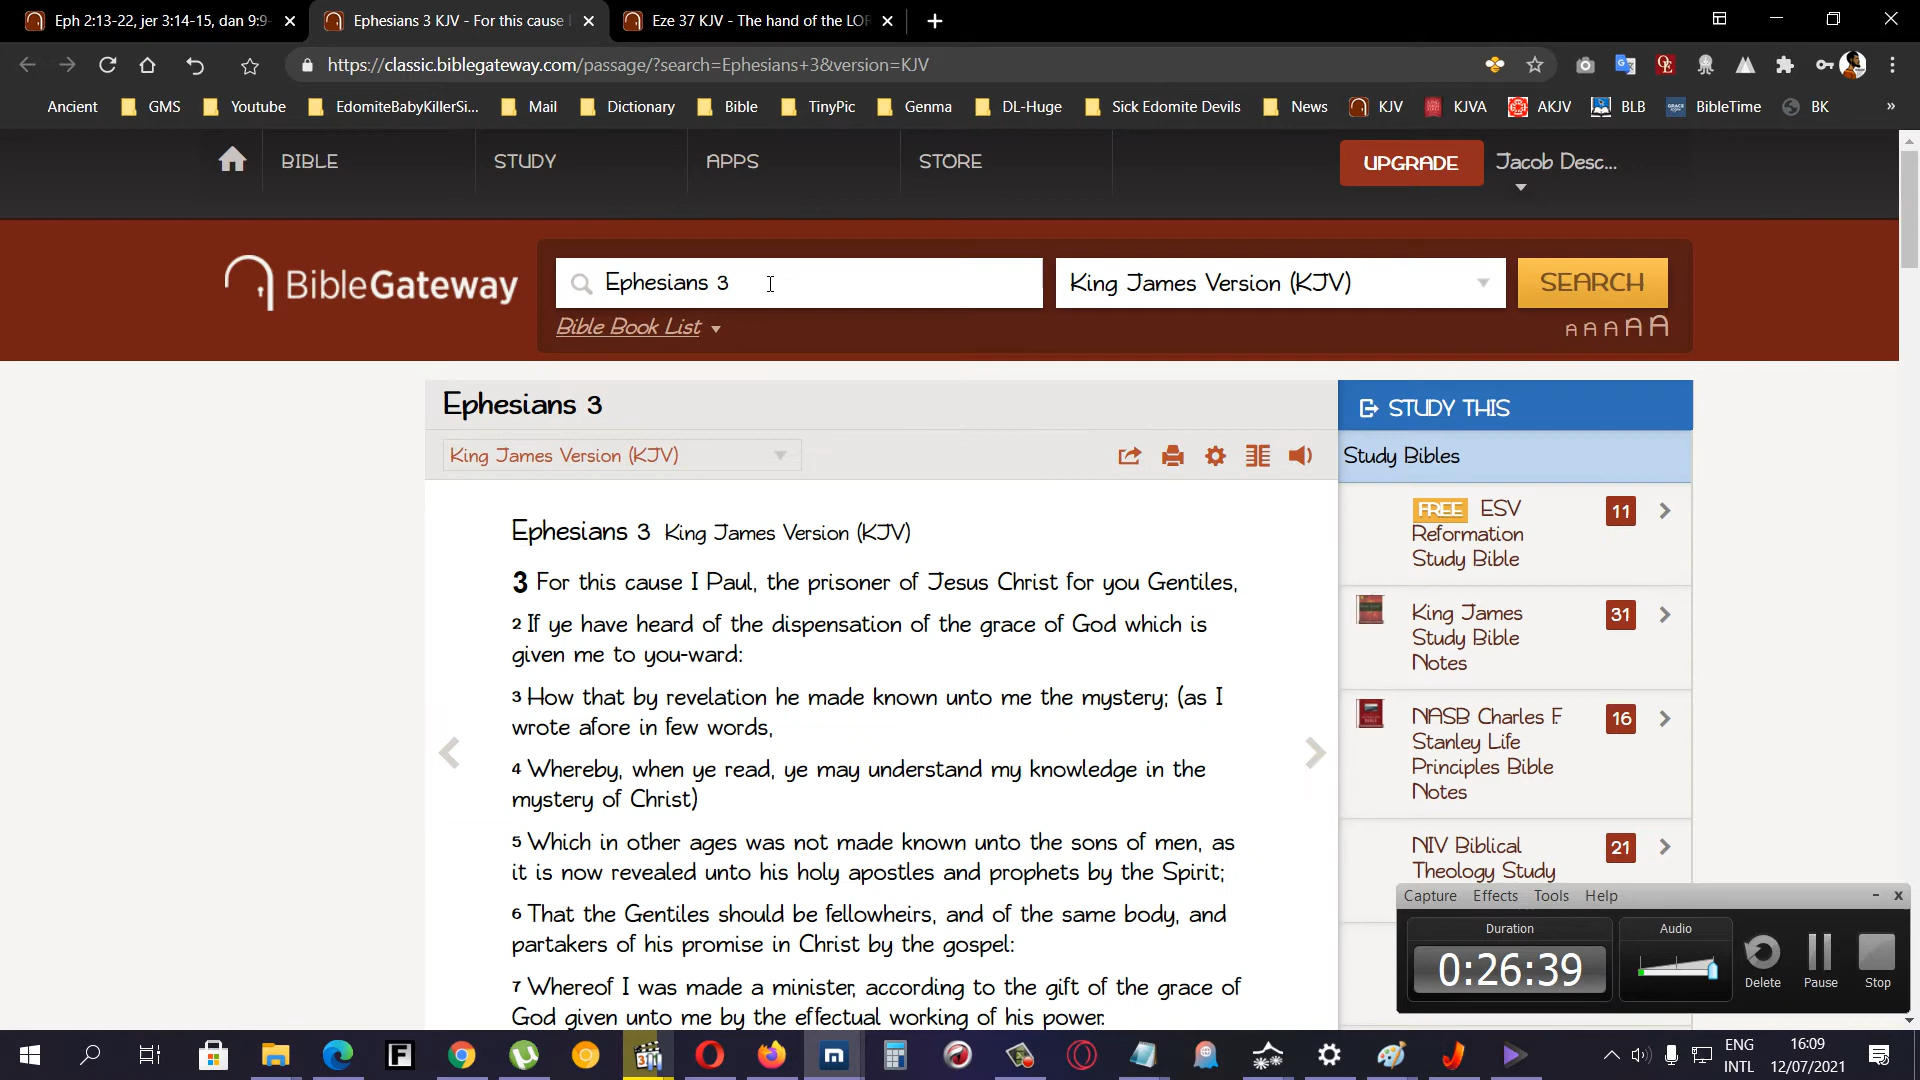 Eph 2:13-22, jer 3:14-15, dan 9:9-
Ephesians 3 KJV - For this cause
Eze 37 KJV - The hand of the LOR
https://classic.biblegateway.com/passage/?search=Ephesians+3&version=KJV
Ancient GMS Youtube EdomiteBabyKillerSi... Mail Dictionary Bible TinyPic Genma DL-Huge Sick Edomite Devils News KJV KJVA AKJV BLB BibleTime BK »
BIBLE STUDY APPS STORE UPGRADE Jacob Desc...
BibleGateway
Ephesians 3
King James Version (KJV)
SEARCH
Bible Book List
A A A A A
Ephesians 3
King James Version (KJV)
Ephesians 3 King James Version (KJV)
3 For this cause I Paul, the prisoner of Jesus Christ for you Gentiles,
2 If ye have heard of the dispensation of the grace of God which is
given me to you-ward:
3 How that by revelation he made known unto me the mystery; (as I
wrote afore in few words,
4 Whereby, when ye read, ye may understand my knowledge in the
mystery of Christ)
5 Which in other ages was not made known unto the sons of men, as
it is now revealed unto his holy apostles and prophets by the Spirit;
6 That the Gentiles should be fellowheirs, and of the same body, and
partakers of his promise in Christ by the gospel:
7 Whereof I was made a minister, according to the gift of the grace of
God given unto me by the effectual working of his power.
STUDY THIS
Study Bibles
FREE ESV
Reformation
Study Bible
11
King James
Study Bible
Notes
31
NASB Charles F.
Stanley Life
Principles Bible
Notes
16
NIV Biblical
Theology Study
21
Capture Effects Tools Help
Duration
0:26:39
Audio
Delete
Pause
Stop
ENG
INTL
16:09
12/07/2021